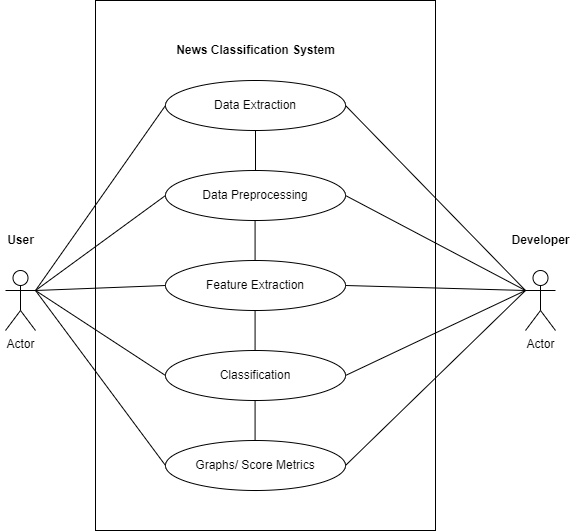 News Classification System
Data Extraction
Data Preprocessing
User
Developer
Feature Extraction
Actor
Actor
Classification
Graphs/ Score Metrics